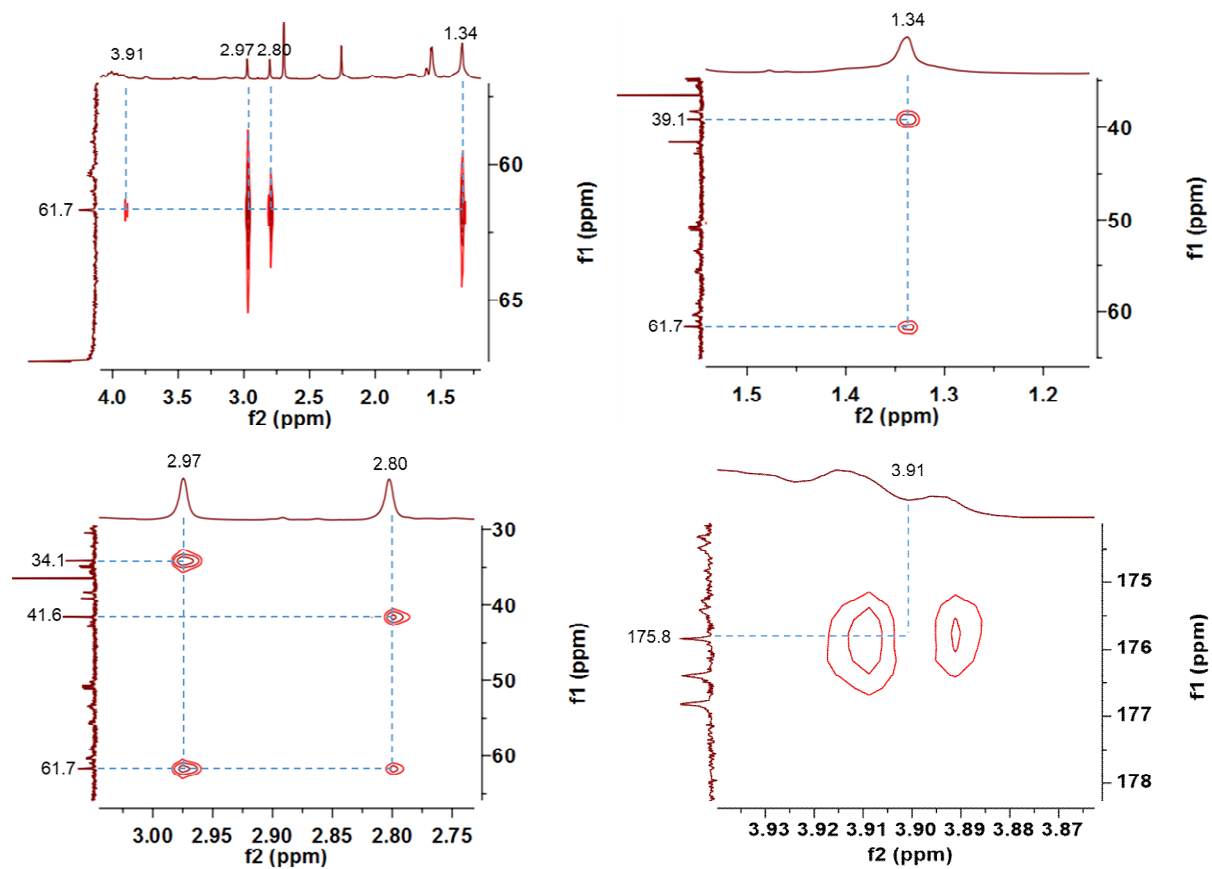 3.91
2.97
2.80
1.34
61.7
60
65
f1 (ppm)
4.0 3.5 3.0 2.5 2.0 1.5
f2 (ppm)
1.34
39.1
61.7
40
50
60
f1 (ppm)
1.5 1.4 1.3 1.2
f2 (ppm)
2.97
2.80
34.1
41.6
61.7
30
40
50
60
f1 (ppm)
3.00 2.95 2.90 2.85 2.80 2.75
f2 (ppm)
3.91
175.8
175
176
177
178
f1 (ppm)
3.93 3.92 3.91 3.90 3.89 3.88 3.87
f2 (ppm)